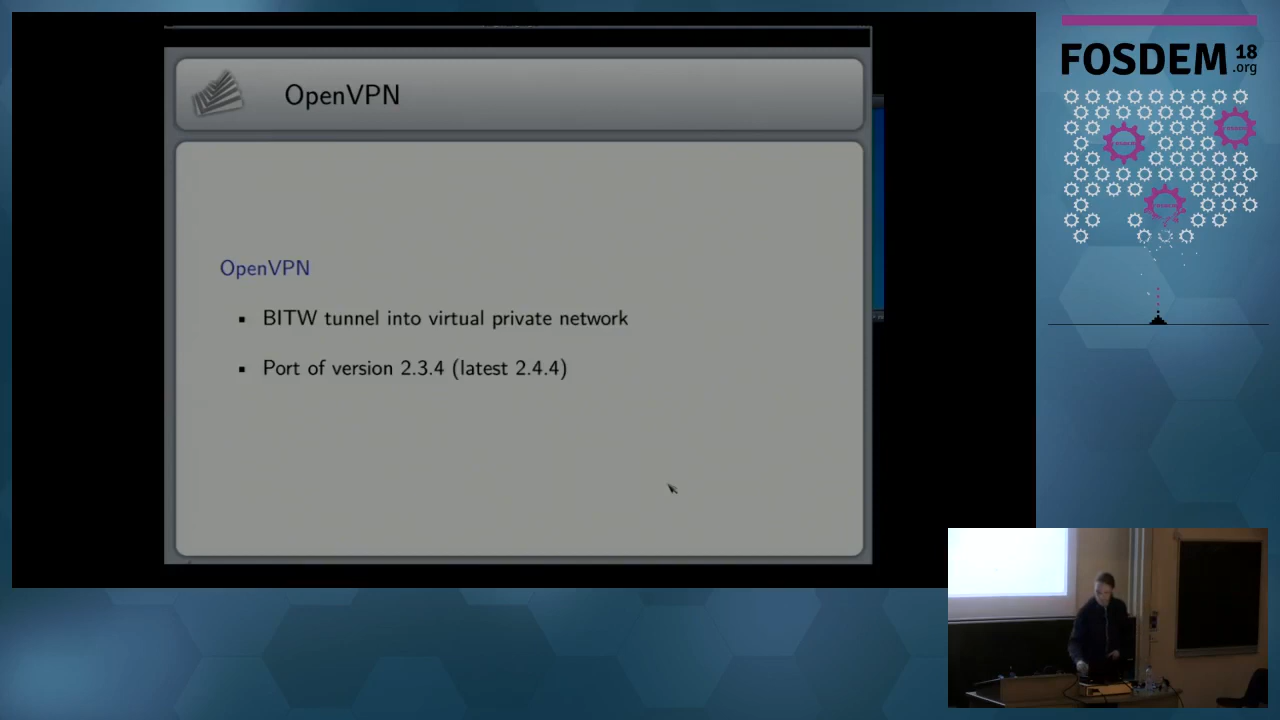 OpenVPN
OpenVPN
▪ BITW tunnel into virtual private network
▪ Port of version 2.3.4 (latest 2.4.4)
FOSDEM 18
.org